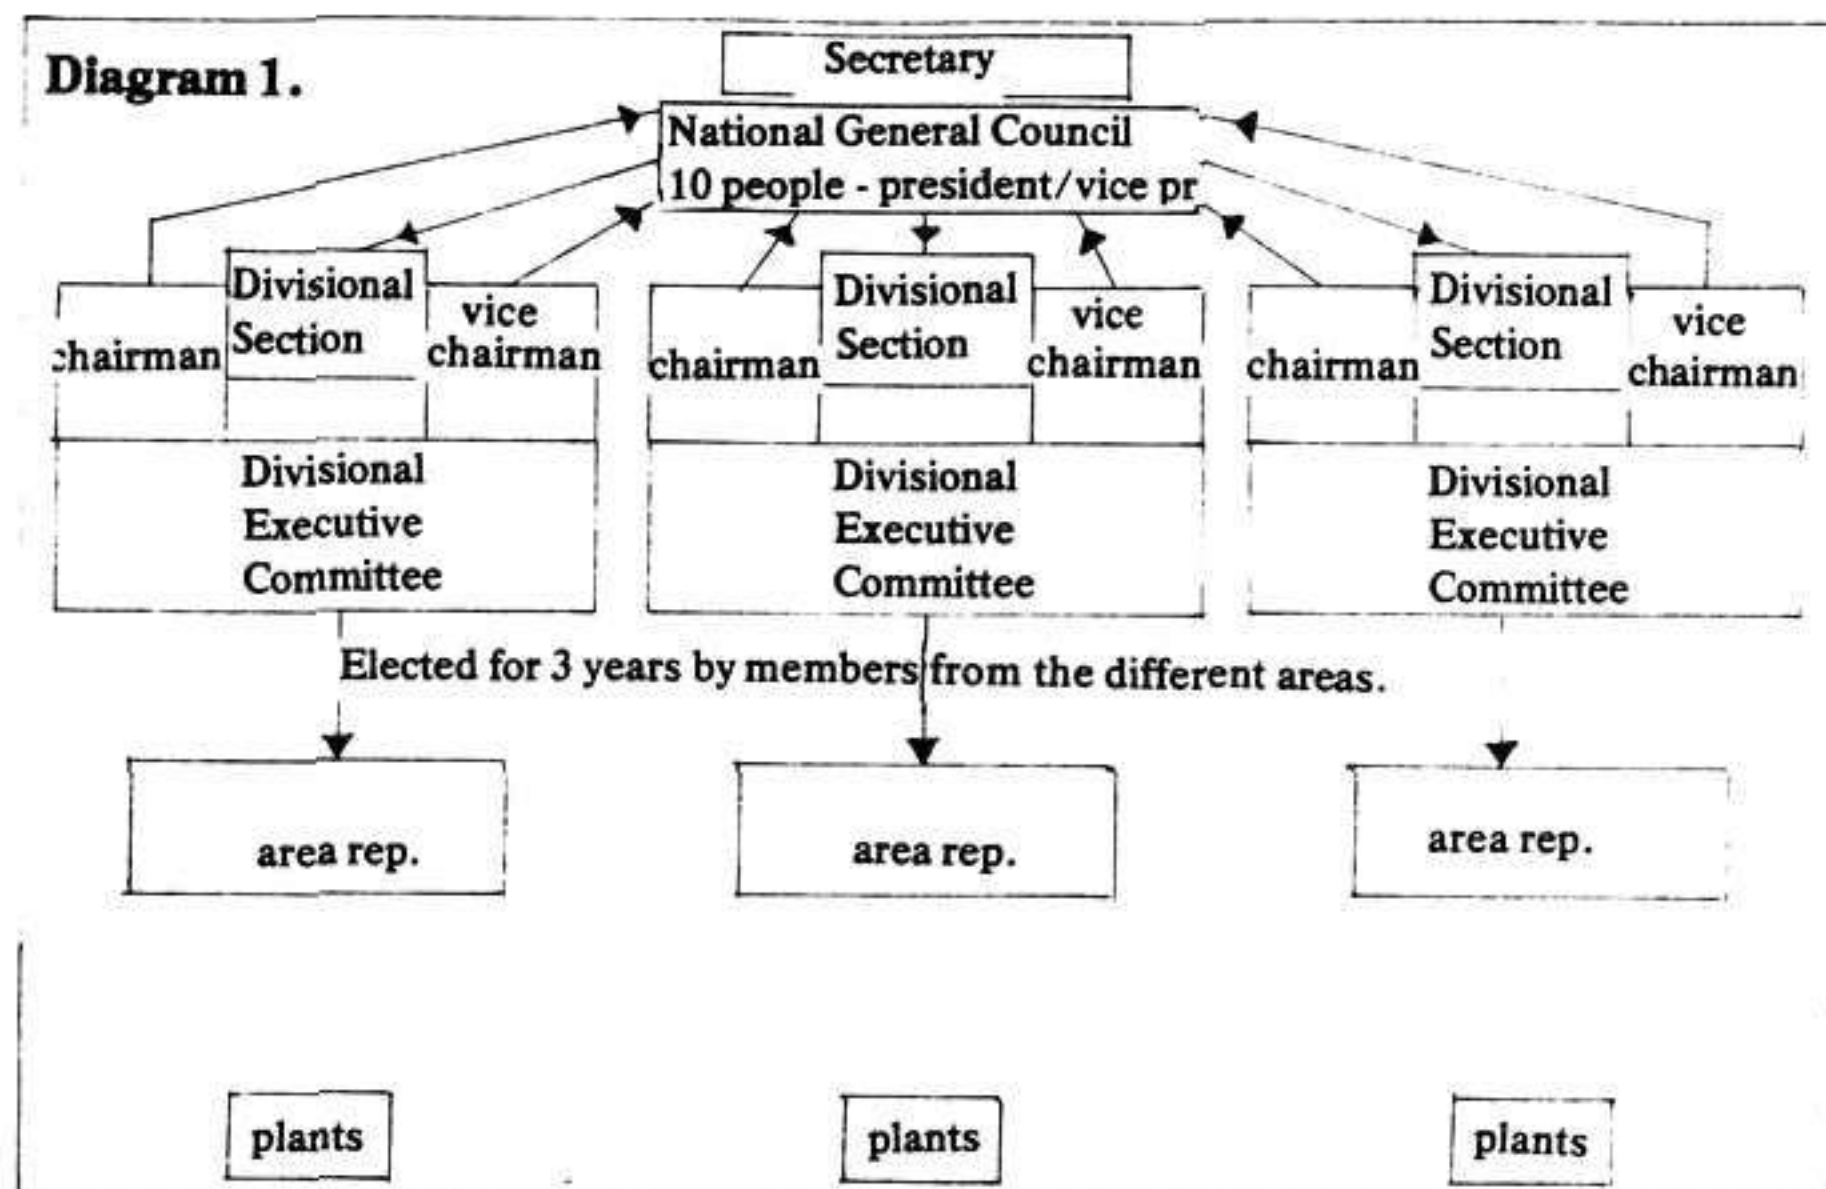 Diagram 1.
Secretary
National General Council
10 people - president/vice pr
chairman
Divisional
Section
vice
chairman
chairman
Divisional
Section
vice
chairman
chairman
Divisional
Section
vice
chairman
Divisional
Executive
Committee
Divisional
Executive
Committee
Divisional
Executive
Committee
Elected for 3 years by members from the different areas.
area rep.
area rep.
area rep.
plants
plants
plants